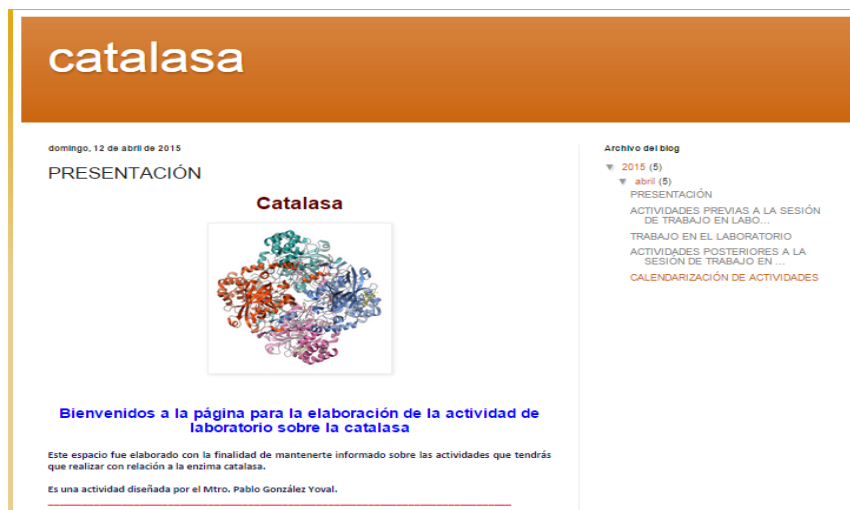 catalasa
domingo, 12 de abril de 2015
PRESENTACIÓN
Catalasa
Bienvenidos a la página para la elaboración de la actividad de
laboratorio sobre la catalasa
Este espacio fue elaborado con la finalidad de mantenerte informado sobre las actividades que tendrás
que realizar con relación a la enzima catalasa.
Es una actividad diseñada por el Mtro. Pablo González Yoval.
Archivo del blog
▼ 2015 (5)
▼ abril (5)
PRESENTACIÓN
ACTIVIDADES PREVIAS A LA SESIÓN
DE TRABAJO EN LABO...
TRABAJO EN EL LABORATORIO
ACTIVIDADES POSTERIORES A LA
SESIÓN DE TRABAJO EN ...
CALENDARIZACIÓN DE ACTIVIDADES